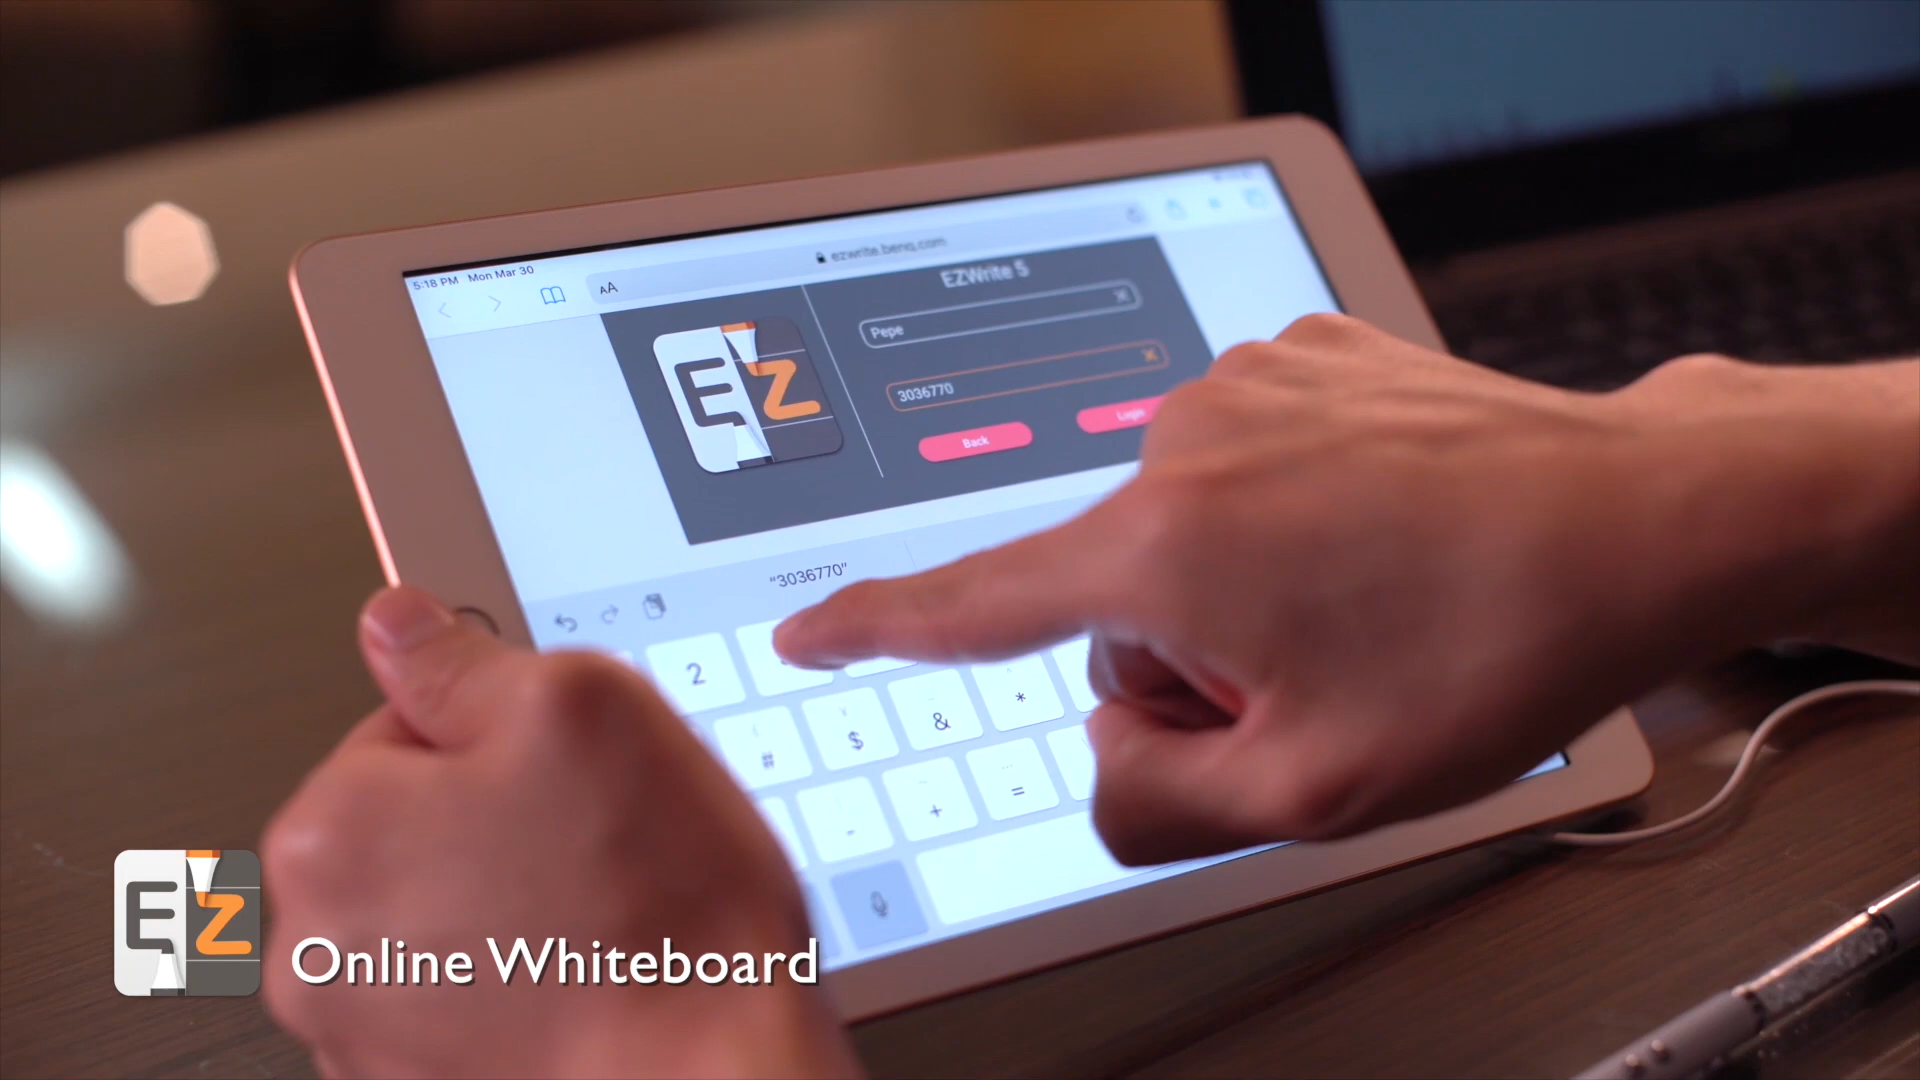 5:18 PM Mon Mar 30
AA
ezwrite.benq.com
EZWrite 5
Pepe
EZ
3036770
Back
Login
"3036770"
2
#
$
&
*
-
+
=
EZ
Online Whiteboard